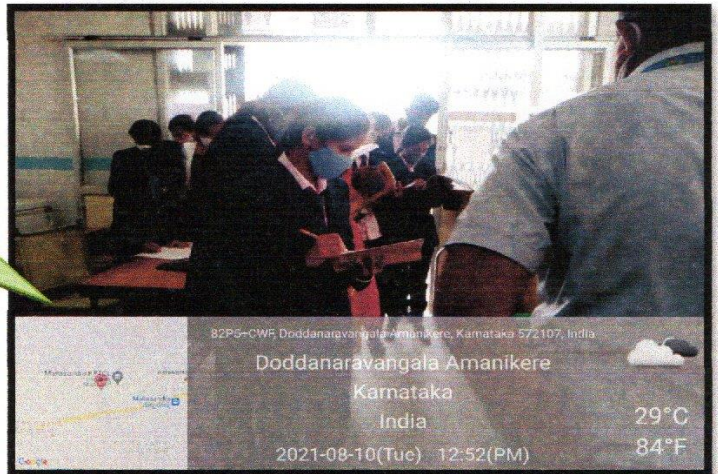 82P5+CWF, Doddanaravangala Amanikere, Karnataka 572107, India
Doddanaravangala Amanikere
Karnataka
India
2021-08-10(Tue) 12:52(PM)
29°C
84°F
Google